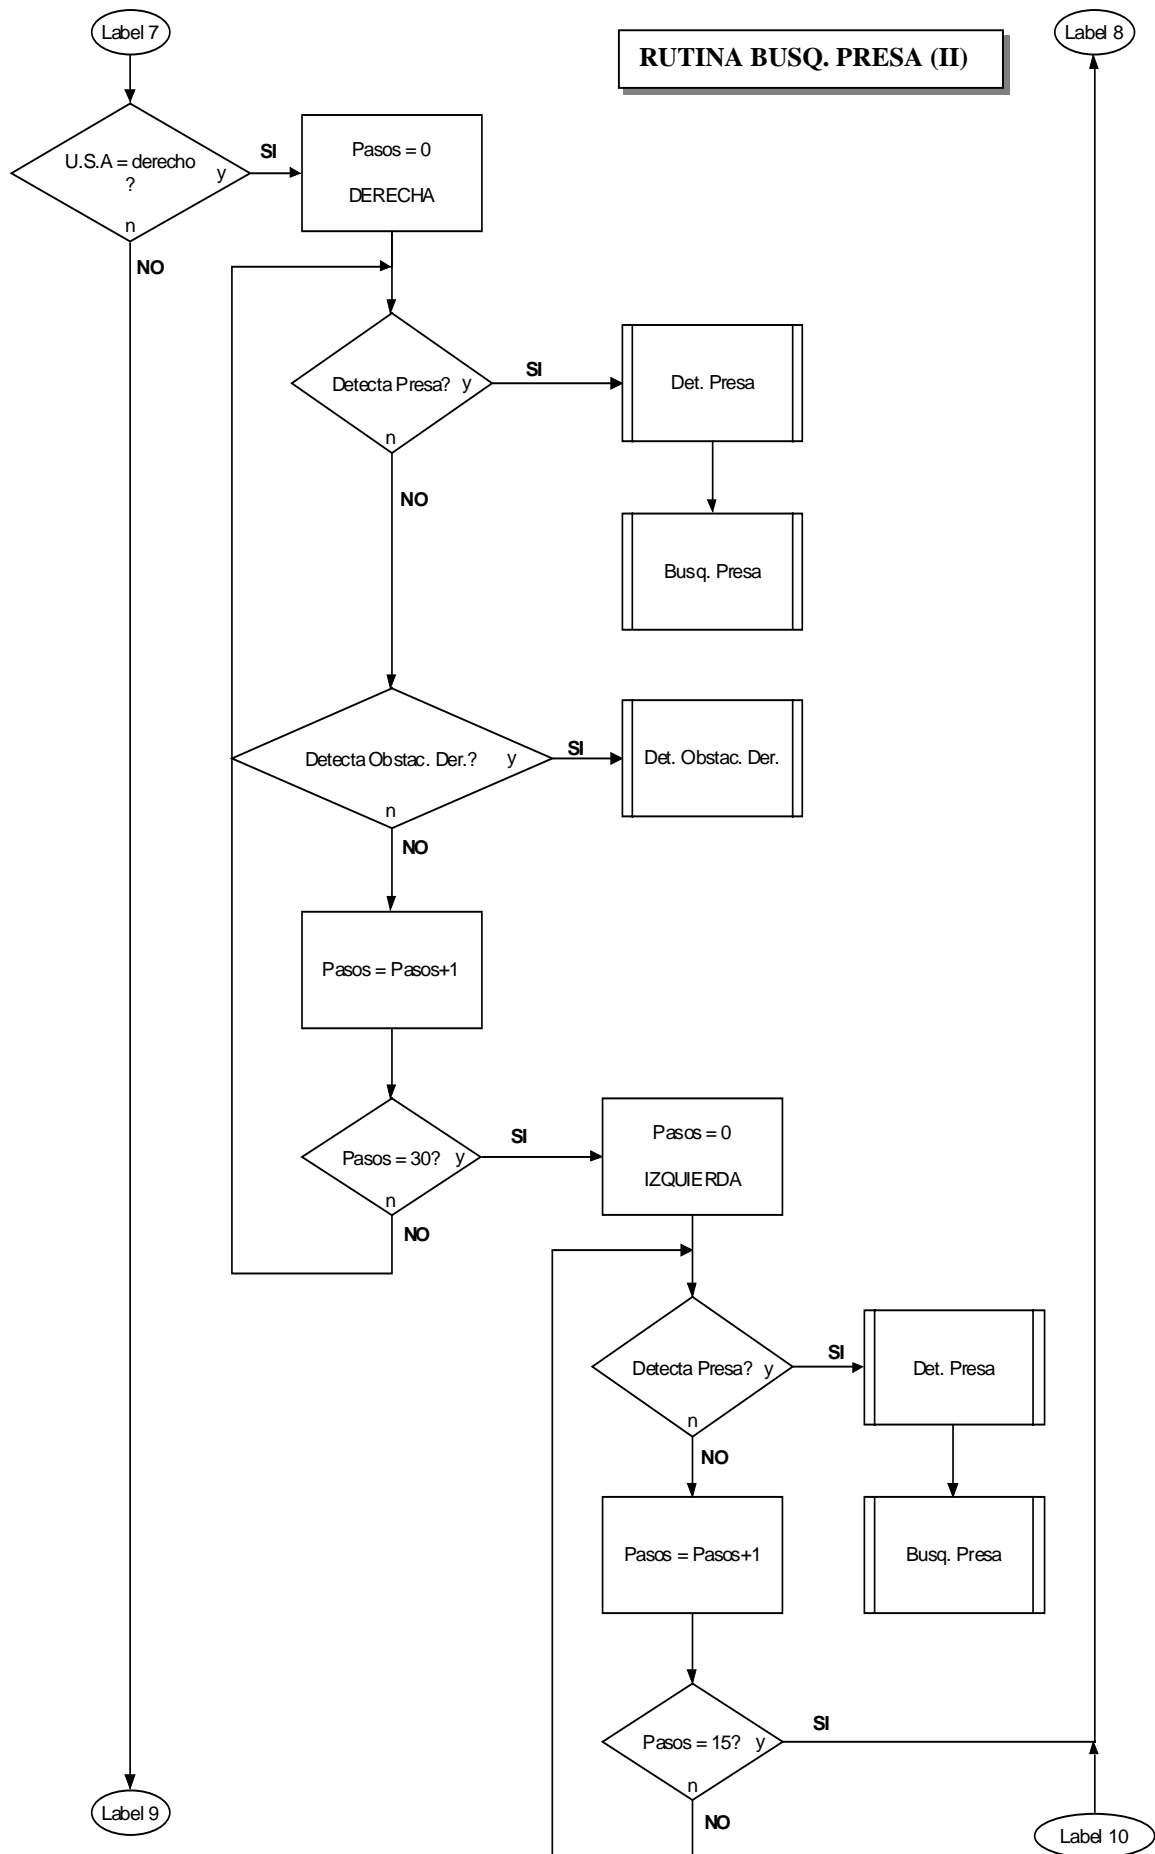 Label 7
Label 8
RUTINA BUSQ. PRESA (II)
U.S.A = derecho
?
y
n
SI
NO
Pasos = 0
DERECHA
Detecta Presa?
y
n
SI
NO
Det. Presa
Busq. Presa
Detecta Obstac. Der.?
y
n
SI
NO
Det. Obstac. Der.
Pasos = Pasos+1
Pasos = 30?
y
n
SI
NO
Pasos = 0
IZQUIERDA
Detecta Presa?
y
n
SI
NO
Det. Presa
Busq. Presa
Pasos = Pasos+1
Pasos = 15?
y
n
SI
NO
Label 9
Label 10